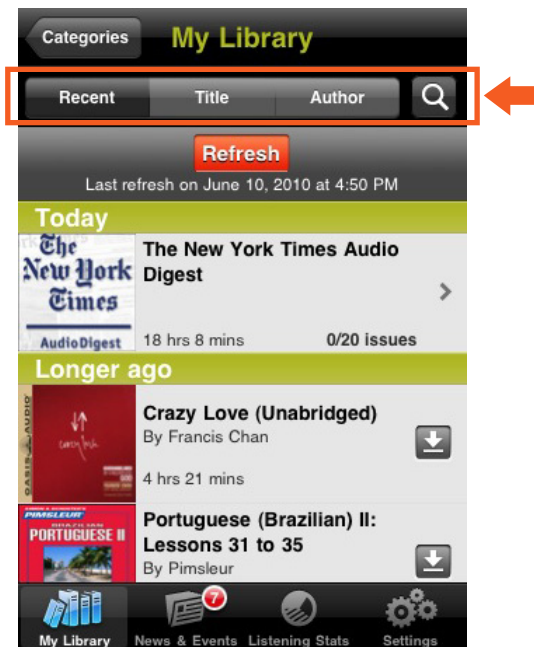 Categories
My Library
Recent
Title
Author
Refresh
Last refresh on June 10, 2010 at 4:50 PM
Today
The
New York
Times
AudioDigest
The New York Times Audio
Digest
18 hrs 8 mins
0/20 issues
Longer ago
OASIS AUDIO
crazy love
Crazy Love (Unabridged)
By Francis Chan
4 hrs 21 mins
PIMSLEUR
BRAZILIAN
PORTUGUESE II
Portuguese (Brazilian) II:
Lessons 31 to
35
By Pimsleur
7
My Library
News & Events
Listening Stats
Settings